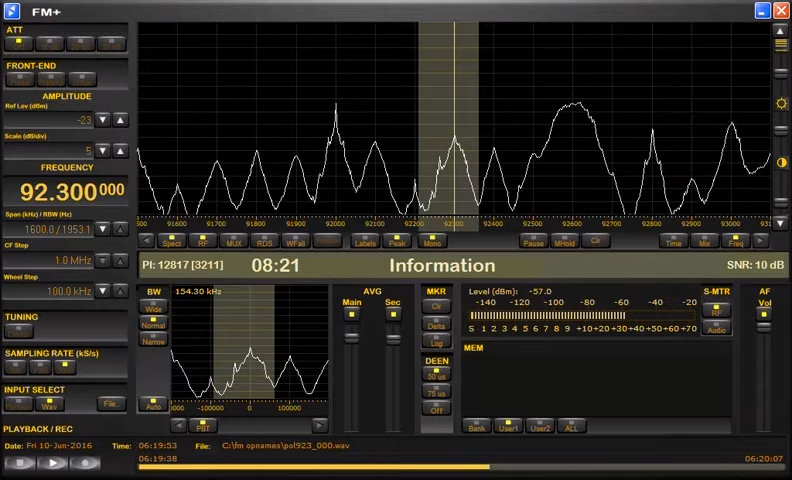 FM+
ATT
FRONT-END
AMPLITUDE
Ref Lev (dBm)
-23
Scale (dB/div)
5
FREQUENCY
92.300000
Span (kHz) / RBW (Hz)
1600.0 / 1953.1
CF Step
1.0 MHz
Wheel Step
100.0 kHz
TUNING
SAMPLING RATE (kS/s)
INPUT SELECT
Wav File
500 91600 91700 91800 91900 92000 92100 92200 92300 92400 92500 92600 92700 92800 92900 93000 931
Spect RF MUX RDS WFall Labels Peak Mono Pause MHold Clr Time Mix Freq
PI: 12817 [3211] 08:21 Information SNR: 10 dB
BW
Wide
Normal
Narrow
Auto
154.30 kHz
000 -100000 0 100000
PBT
AVG
Main Sec
MKR
Clr
Delta
Log
DEEN
50 us
75 us
Off
Level (dBm): -57.0
-140 -120 -100 -80 -60 -40 -20
S 1 2 3 4 5 6 7 8 9 +10+20+30+40+50+60+70
S-MTR
RF
Audio
AF
Vol
MEM
Bank User1 User2 ALL
PLAYBACK / REC
Date: Fri 10-Jun-2016 Time: 06:19:53 File: C:\fm opnames\pol923_000.wav
06:19:38 06:20:07